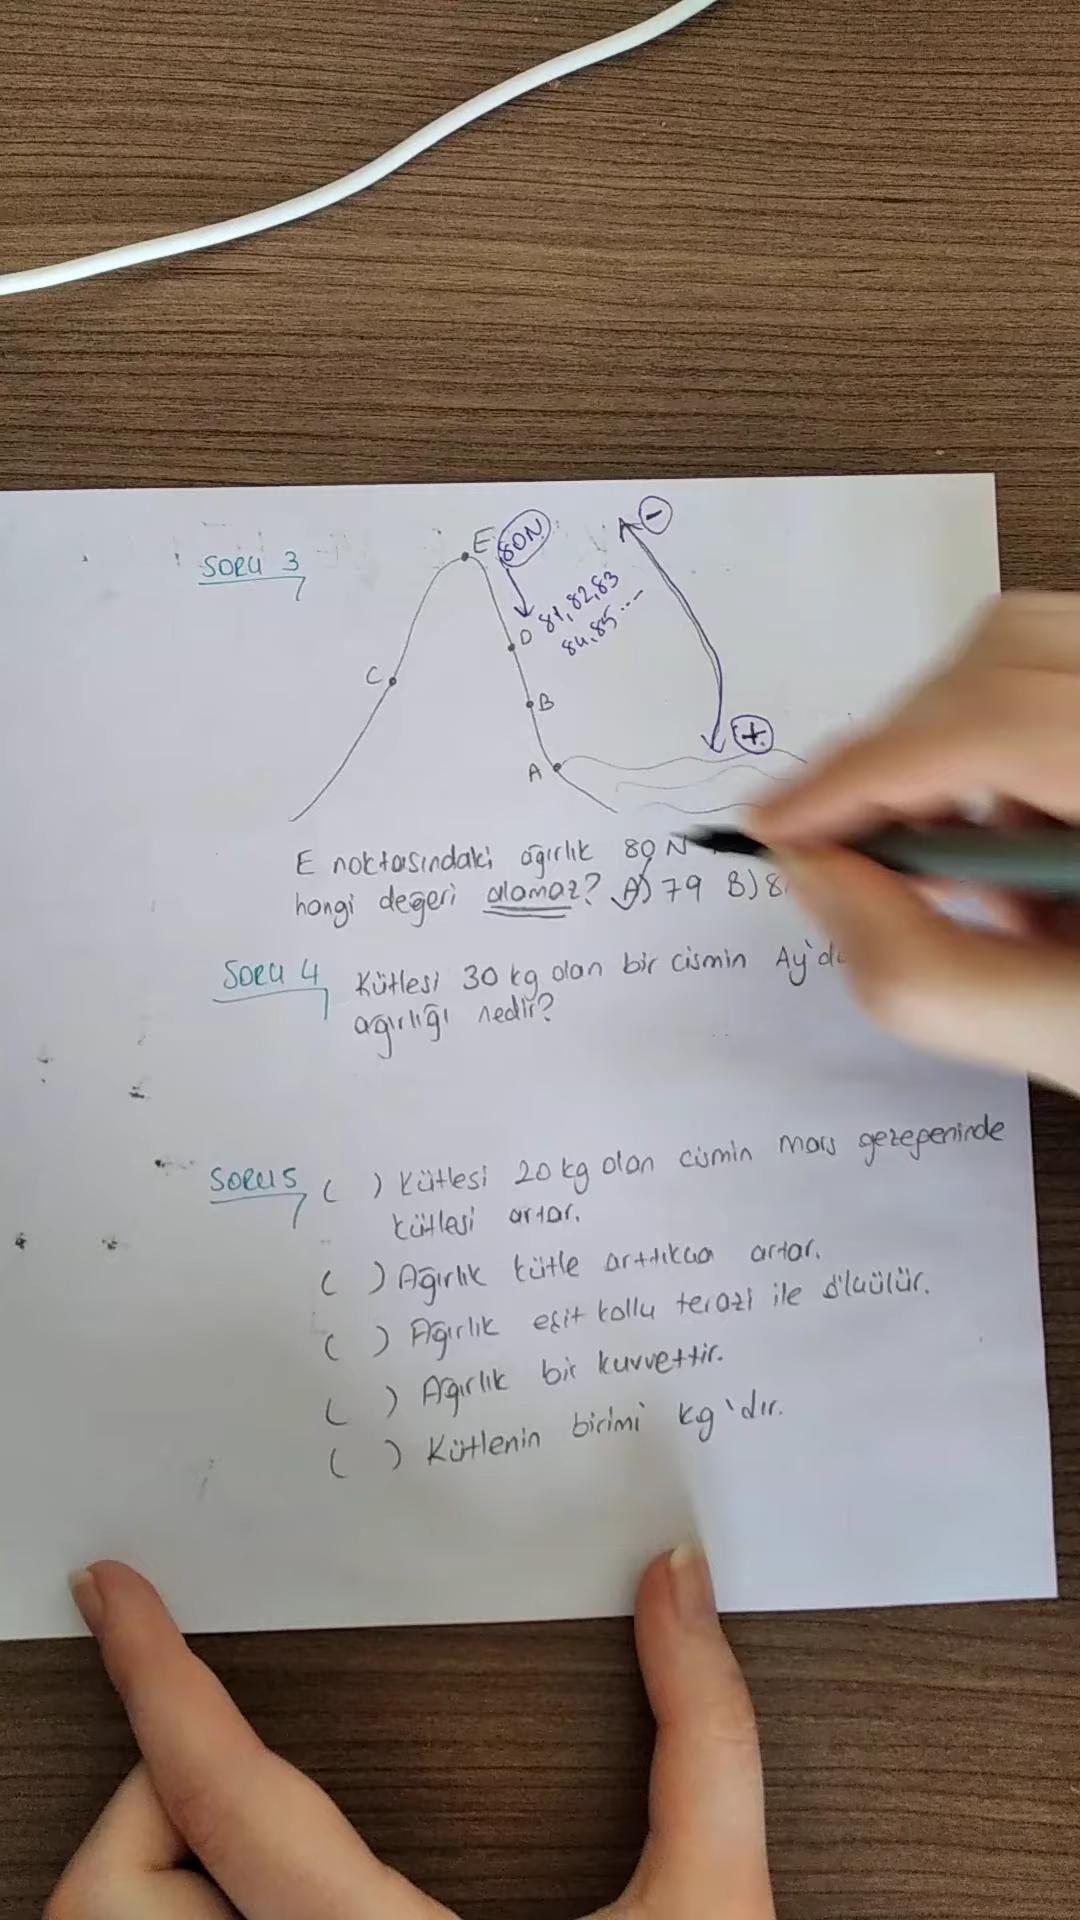 SORU 3
E 80N
-
81, 82, 83
84, 85...
D
C
B
+
A
E noktasındaki ağırlık 80 N
hangi değeri alamaz? A) 79 B) 8
SORU 4 Kütlesi 30 kg olan bir cismin Ay'da
ağırlığı nedir?
SORU 5 ( ) Kütlesi 20 kg olan cismin Mars gezegeninde
kütlesi artar.
( ) Ağırlık kütle arttıkça artar.
( ) Ağırlık eşit kollu terazi ile ölçülür.
( ) Ağırlık bir kuvvettir.
( ) Kütlenin birimi kg'dır.